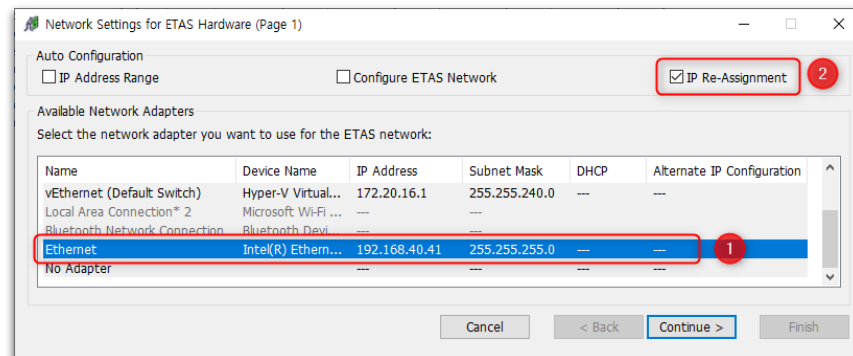 Network Settings for ETAS Hardware (Page 1)
Auto Configuration
IP Address Range Configure ETAS Network IP Re-Assignment 2
Available Network Adapters
Select the network adapter you want to use for the ETAS network:
Name Device Name IP Address Subnet Mask DHCP Alternate IP Configuration
vEthernet (Default Switch) Hyper-V Virtual... 172.20.16.1 255.255.240.0 --- ---
Local Area Connection* 2 Microsoft Wi-Fi ... --- ---
Bluetooth Network Connection Bluetooth Devi... --- ---
Ethernet Intel(R) Ethern... 192.168.40.41 255.255.255.0 --- --- 1
No Adapter --- --- --- ---
Cancel < Back Continue > Finish